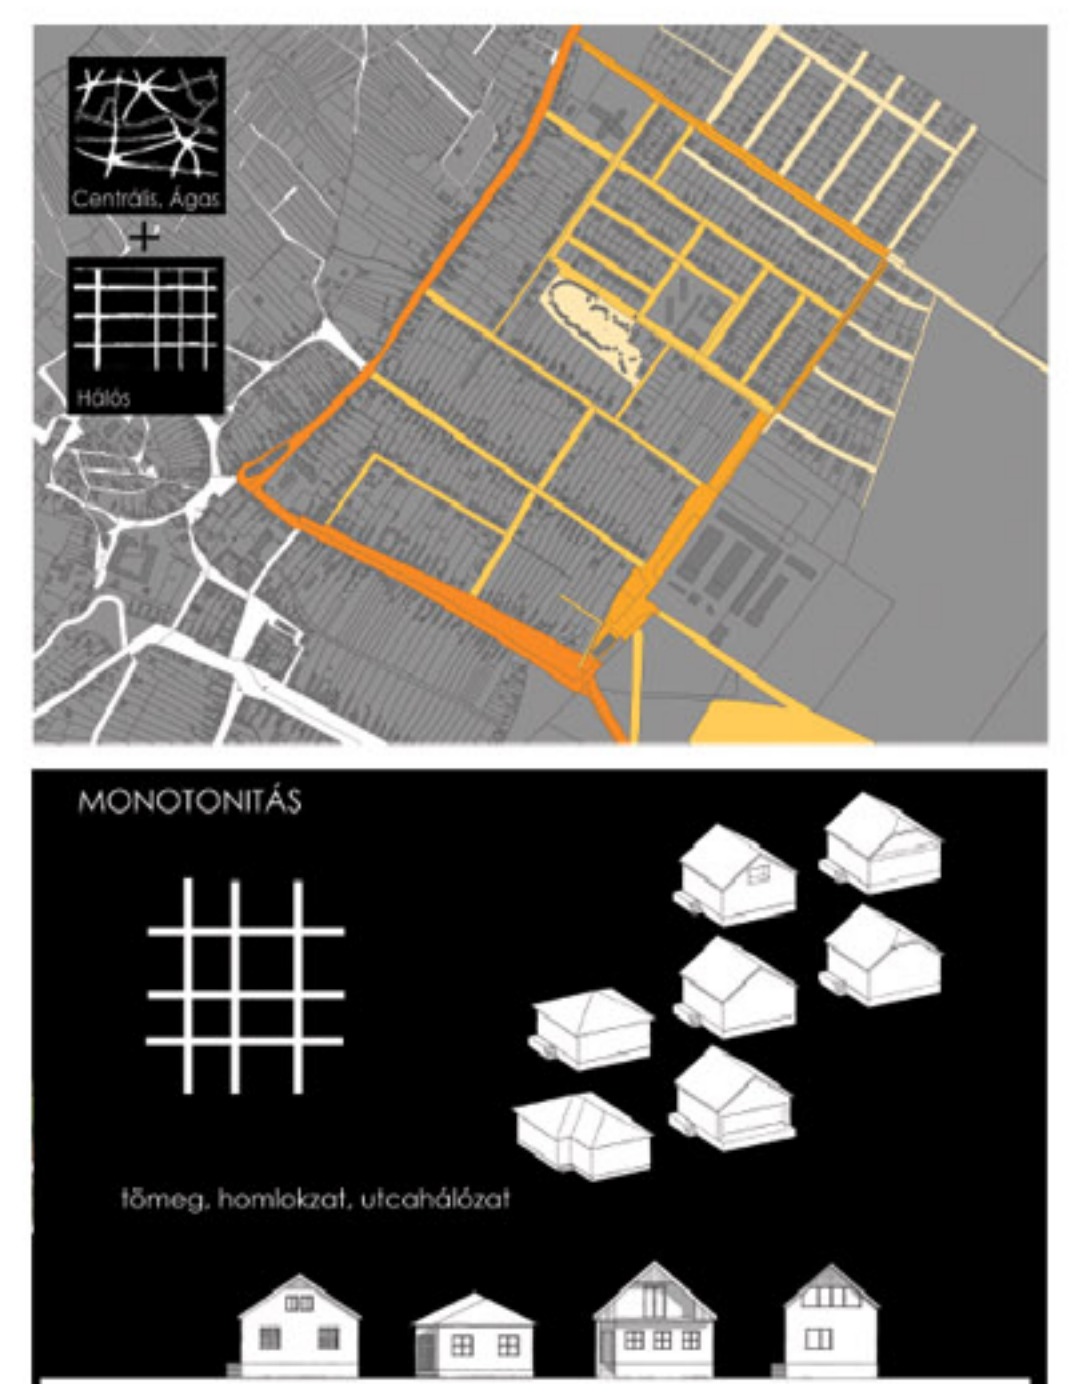 Centrális, Ágas
+
Hálós
MONOTONITÁS
tömeg, homlokzat, utcahálózat